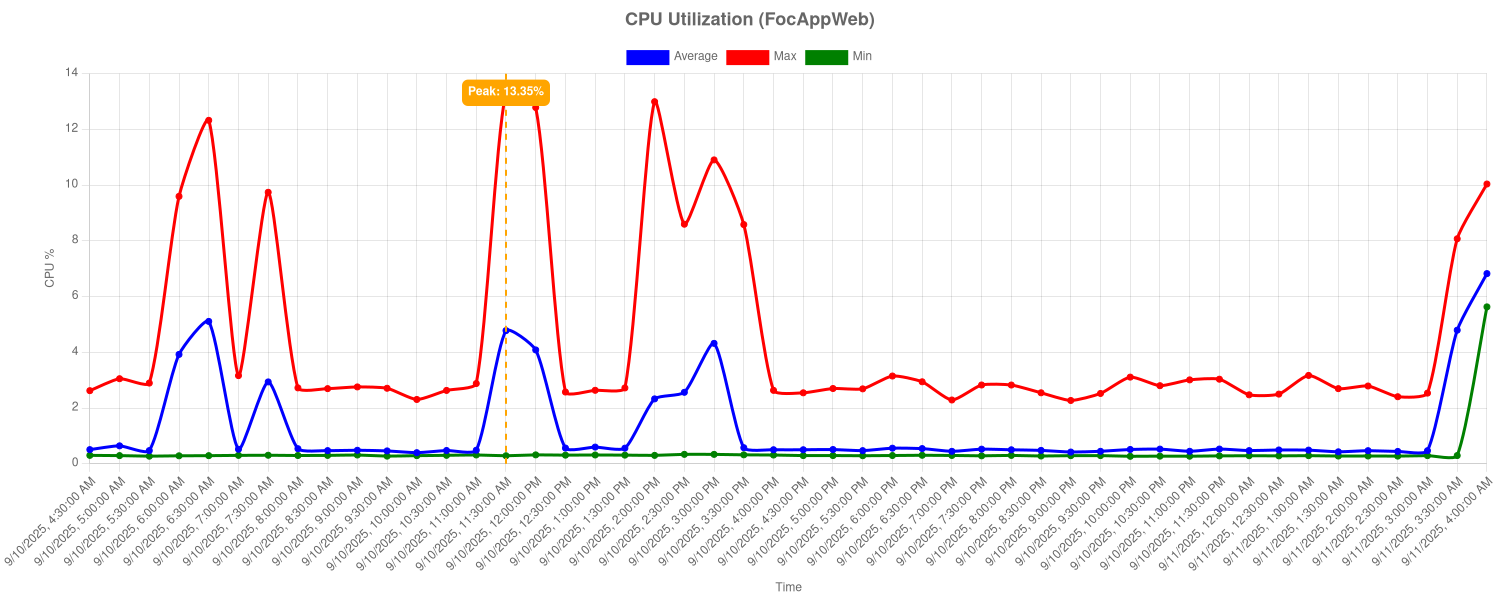 CPU Utilization (FocAppWeb)
Average Max Min
Peak: 13.35%
14
12
10
8
6
4
2
0
CPU %
9/10/2025, 4:30:00 AM
9/10/2025, 5:00:00 AM
9/10/2025, 5:30:00 AM
9/10/2025, 6:00:00 AM
9/10/2025, 6:30:00 AM
9/10/2025, 7:00:00 AM
9/10/2025, 7:30:00 AM
9/10/2025, 8:00:00 AM
9/10/2025, 8:30:00 AM
9/10/2025, 9:00:00 AM
9/10/2025, 9:30:00 AM
9/10/2025, 10:00:00 AM
9/10/2025, 10:30:00 AM
9/10/2025, 11:00:00 AM
9/10/2025, 11:30:00 AM
9/10/2025, 12:00:00 PM
9/10/2025, 12:30:00 PM
9/10/2025, 1:00:00 PM
9/10/2025, 1:30:00 PM
9/10/2025, 2:00:00 PM
9/10/2025, 2:30:00 PM
9/10/2025, 3:00:00 PM
9/10/2025, 3:30:00 PM
9/10/2025, 4:00:00 PM
9/10/2025, 4:30:00 PM
9/10/2025, 5:00:00 PM
9/10/2025, 5:30:00 PM
9/10/2025, 6:00:00 PM
9/10/2025, 6:30:00 PM
9/10/2025, 7:00:00 PM
9/10/2025, 7:30:00 PM
9/10/2025, 8:00:00 PM
9/10/2025, 8:30:00 PM
9/10/2025, 9:00:00 PM
9/10/2025, 9:30:00 PM
9/10/2025, 10:00:00 PM
9/10/2025, 10:30:00 PM
9/10/2025, 11:00:00 PM
9/10/2025, 11:30:00 PM
9/11/2025, 12:00:00 AM
9/11/2025, 12:30:00 AM
9/11/2025, 1:00:00 AM
9/11/2025, 1:30:00 AM
9/11/2025, 2:00:00 AM
9/11/2025, 2:30:00 AM
9/11/2025, 3:00:00 AM
9/11/2025, 3:30:00 AM
9/11/2025, 4:00:00 AM
Time